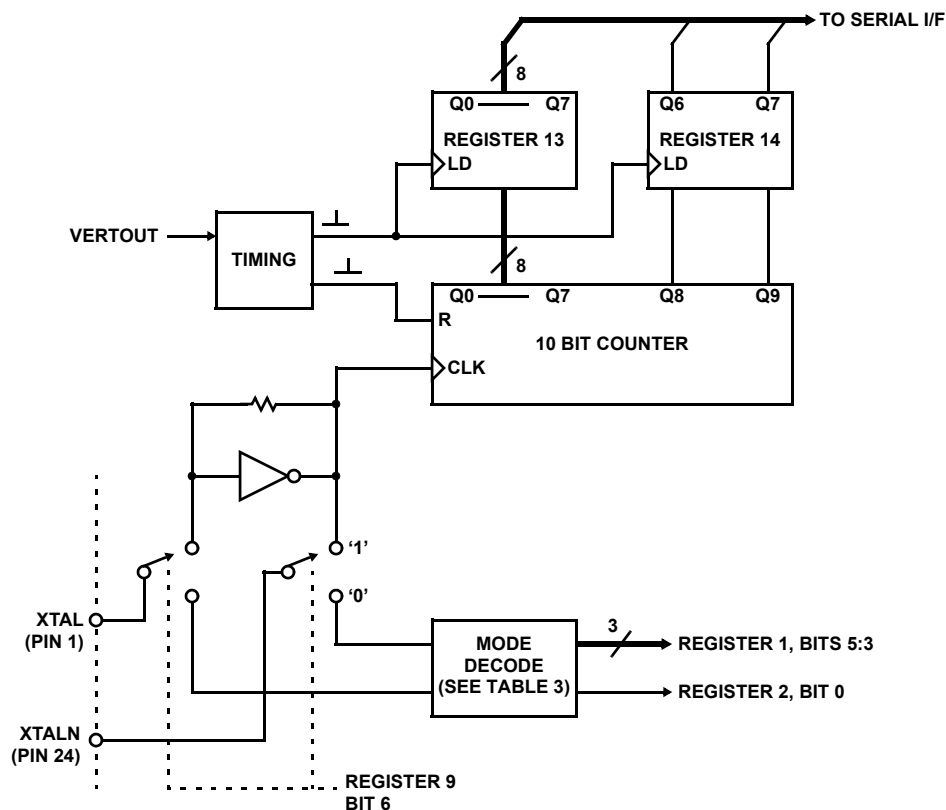 TO SERIAL I/F
8
Q0 Q7
REGISTER 13
LD
Q6 Q7
REGISTER 14
LD
VERTOUT
TIMING
8
Q0 Q7 Q8 Q9
R
10 BIT COUNTER
CLK
‘1’
‘0’
XTAL
(PIN 1)
MODE
DECODE
(SEE TABLE 3)
3
REGISTER 1, BITS 5:3
REGISTER 2, BIT 0
XTALN
(PIN 24)
REGISTER 9
BIT 6